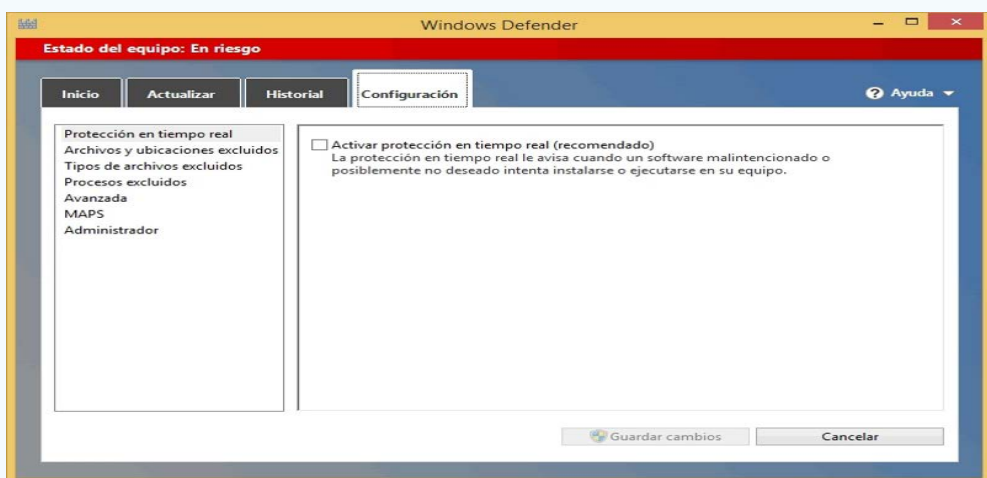 Windows Defender
Estado del equipo: En riesgo
Inicio
Actualizar
Historial
Configuración
Ayuda
Protección en tiempo real
Archivos y ubicaciones excluidos
Tipos de archivos excluidos
Procesos excluidos
Avanzada
MAPS
Administrador
Activar protección en tiempo real (recomendado)
La protección en tiempo real le avisa cuando un software malintencionado o
posiblemente no deseado intenta instalarse o ejecutarse en su equipo.
Guardar cambios
Cancelar